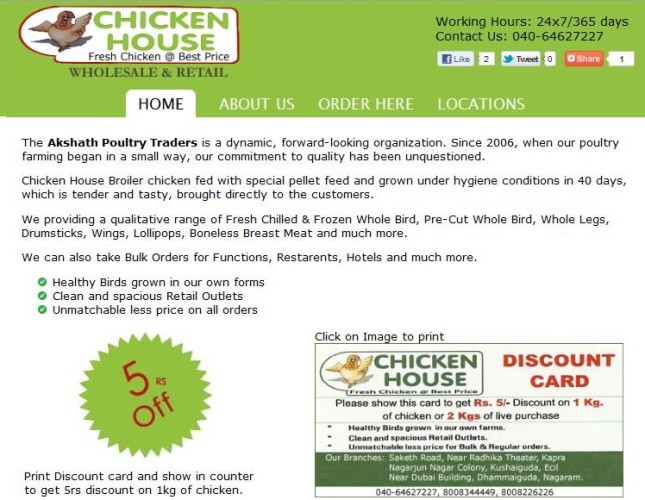 CHICKEN
HOUSE
Fresh Chicken @ Best Price
WHOLESALE & RETAIL
Working Hours: 24x7/365 days
Contact Us: 040-64627227
Like 2 Tweet 0 Share 1
HOME ABOUT US ORDER HERE LOCATIONS
The Akshath Poultry Traders is a dynamic, forward-looking organization. Since 2006, when our poultry
farming began in a small way, our commitment to quality has been unquestioned.
Chicken House Broiler chicken fed with special pellet feed and grown under hygiene conditions in 40 days,
which is tender and tasty, brought directly to the customers.
We providing a qualitative range of Fresh Chilled & Frozen Whole Bird, Pre-Cut Whole Bird, Whole Legs,
Drumsticks, Wings, Lollipops, Boneless Breast Meat and much more.
We can also take Bulk Orders for Functions, Restarents, Hotels and much more.
Healthy Birds grown in our own forms
Clean and spacious Retail Outlets
Unmatchable less price on all orders
5 RS
Off
Print Discount card and show in counter
to get 5rs discount on 1kg of chicken.
Click on Image to print
CHICKEN
HOUSE
Fresh Chicken @ Best Price
DISCOUNT
CARD
Please show this card to get Rs. 5/- Discount on 1 Kg.
of chicken or 2 Kgs of live purchase
* Healthy Birds grown in our own farms.
* Clean and spacious Retail Outlets.
* Unmatchable less price for Bulk & Regular orders.
Our Branches: Saketh Road, Near Radhika Theater, Kapra
Nagarjun Nagar Colony, Kushaiguda, Ecil
Near Dubai Building, Dhammaiguda, Nagaram.
040-64627227, 8008344449, 8008226226